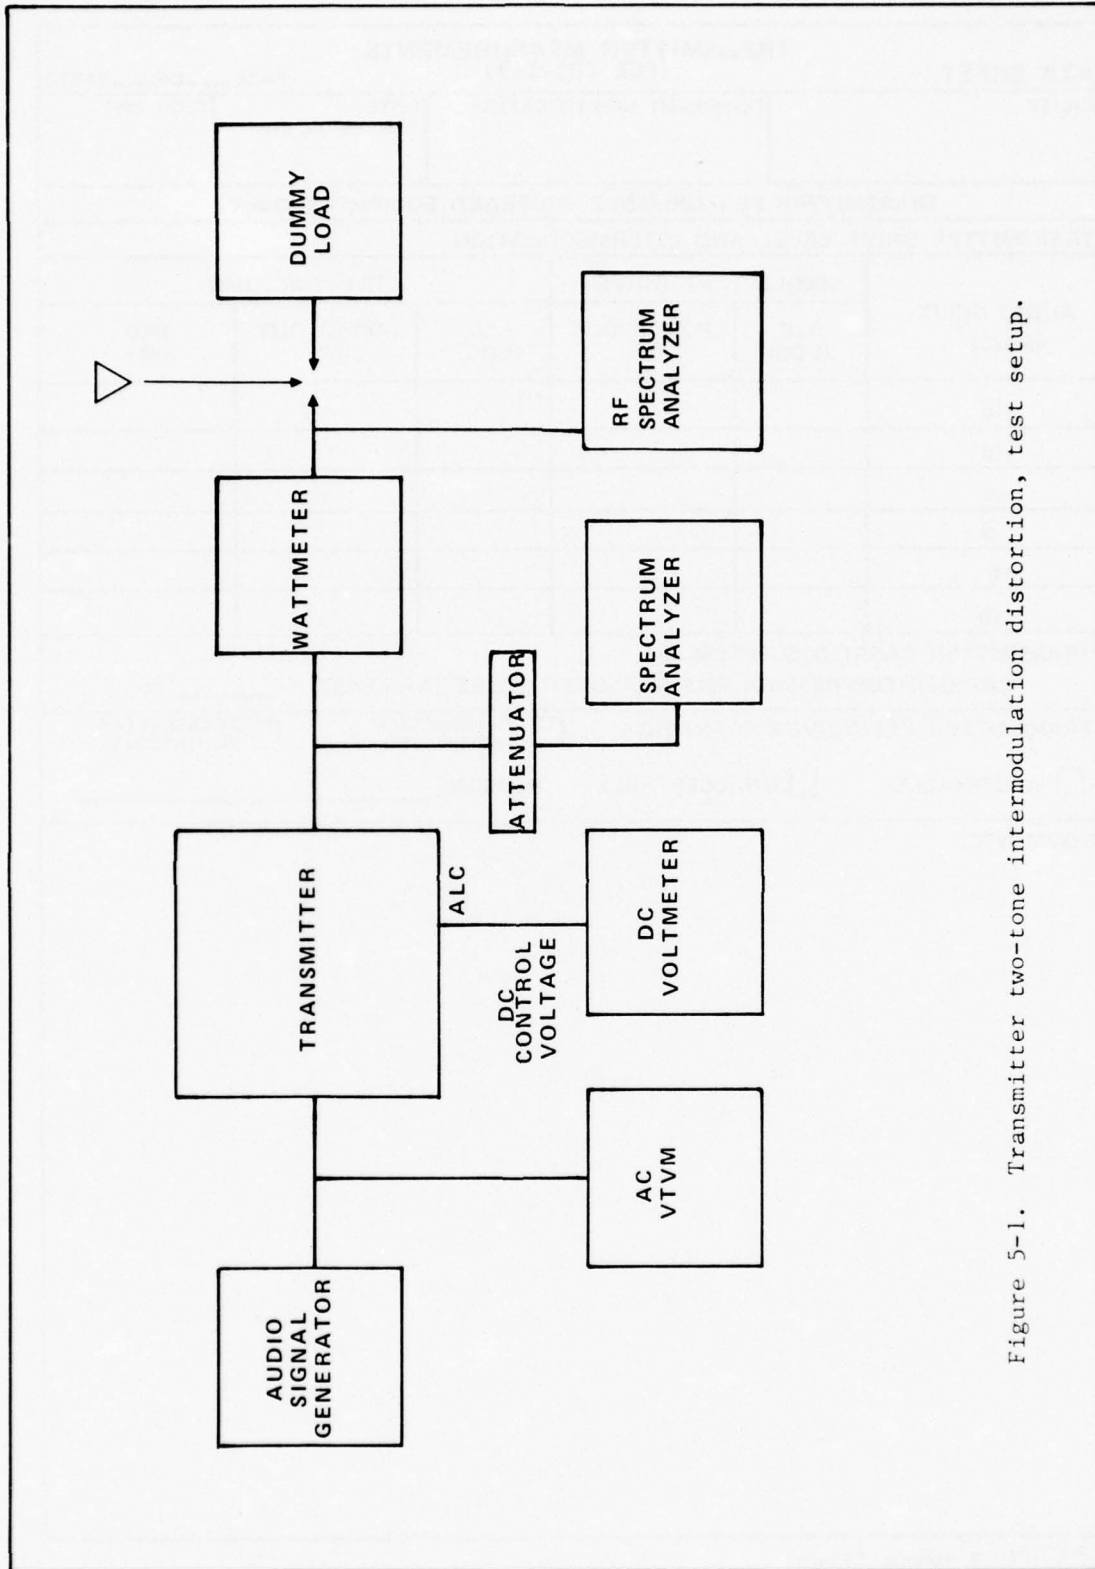 AUDIO
SIGNAL
GENERATOR
AC
VTVM
TRANSMITTER
ALC
DC
CONTROL
VOLTAGE
DC
VOLTMETER
ATTENUATOR
SPECTRUM
ANALYZER
WATTMETER
RF
SPECTRUM
ANALYZER
DUMMY
LOAD
Figure 5-1. Transmitter two-tone intermodulation distortion, test setup.